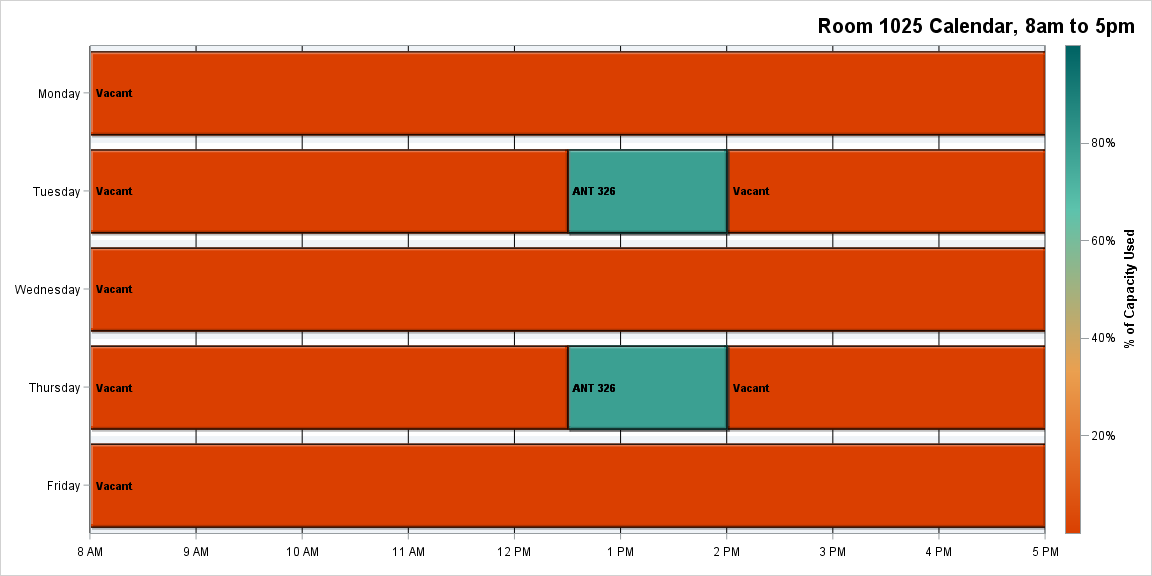 Room 1025 Calendar, 8am to 5pm
Monday
Vacant
Tuesday
Vacant
ANT 326
Vacant
Wednesday
Vacant
Thursday
Vacant
ANT 326
Vacant
Friday
Vacant
8 AM
9 AM
10 AM
11 AM
12 PM
1 PM
2 PM
3 PM
4 PM
5 PM
80%
60%
40%
20%
% of Capacity Used